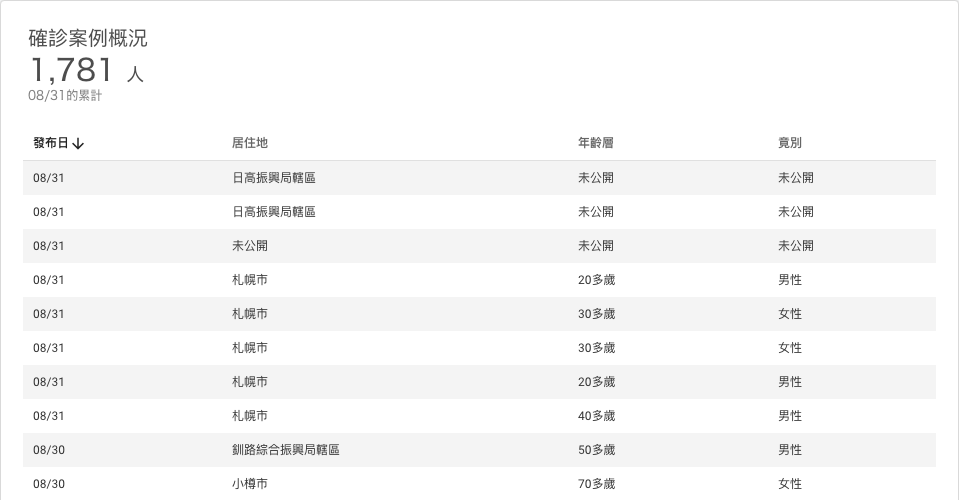 確診案例概況
1,781 人
08/31的累計
發布日↓ 居住地 年齡層 竟別
08/31 日高振興局轄區 未公開 未公開
08/31 日高振興局轄區 未公開 未公開
08/31 未公開 未公開 未公開
08/31 札幌市 20多歲 男性
08/31 札幌市 30多歲 女性
08/31 札幌市 30多歲 女性
08/31 札幌市 20多歲 男性
08/31 札幌市 40多歲 男性
08/30 釧路綜合振興局轄區 50多歲 男性
08/30 小樽市 70多歲 女性